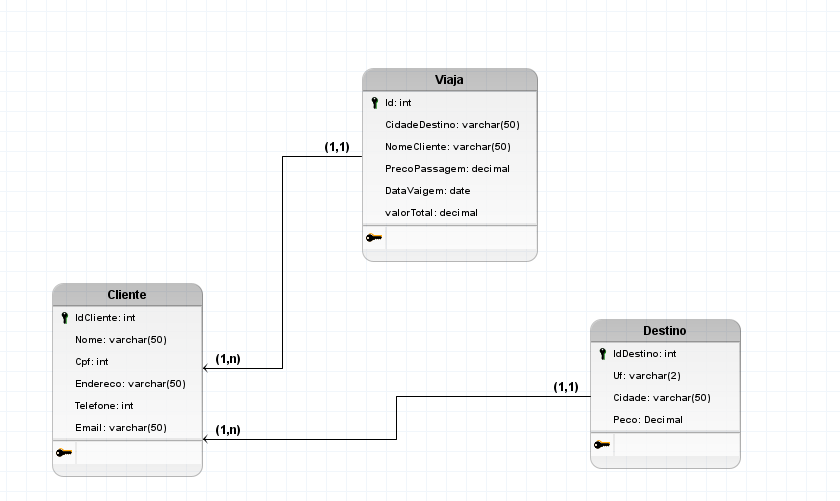 Viaja
Id: int
CidadeDestino: varchar(50)
NomeCliente: varchar(50)
PrecoPassagem: decimal
DataVaigem: date
valorTotal: decimal
(1,1)
(1,n)
Cliente
IdCliente: int
Nome: varchar(50)
Cpf: int
Endereco: varchar(50)
Telefone: int
Email: varchar(50)
(1,n)
(1,1)
Destino
IdDestino: int
Uf: varchar(2)
Cidade: varchar(50)
Peco: Decimal